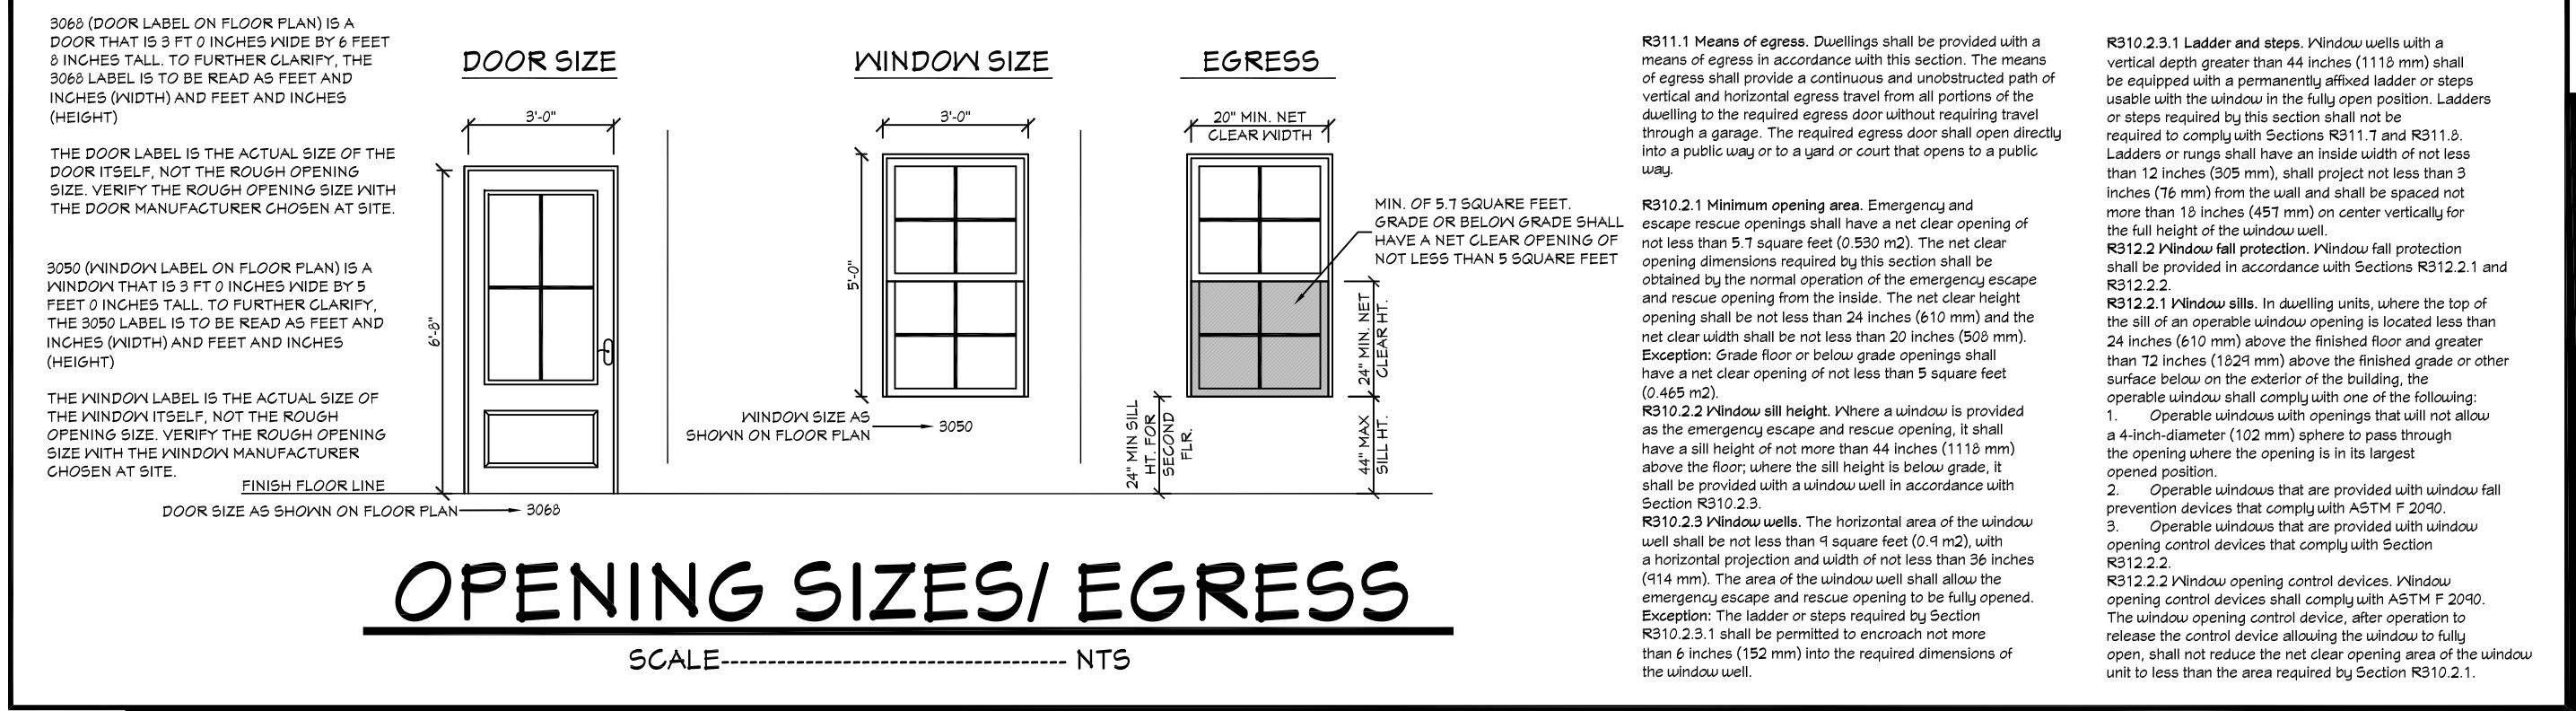 3068 (DOOR LABEL ON FLOOR PLAN) IS A
DOOR THAT IS 3 FT 0 INCHES WIDE BY 6 FEET
8 INCHES TALL. TO FURTHER CLARIFY, THE
3068 LABEL IS TO BE READ AS FEET AND
INCHES (WIDTH) AND FEET AND INCHES
(HEIGHT)
THE DOOR LABEL IS THE ACTUAL SIZE OF THE
DOOR ITSELF, NOT THE ROUGH OPENING
SIZE. VERIFY THE ROUGH OPENING SIZE WITH
THE DOOR MANUFACTURER CHOSEN AT SITE.
3050 (WINDOW LABEL ON FLOOR PLAN) IS A
WINDOW THAT IS 3 FT 0 INCHES WIDE BY 5
FEET 0 INCHES TALL. TO FURTHER CLARIFY,
THE 3050 LABEL IS TO BE READ AS FEET AND
INCHES (WIDTH) AND FEET AND INCHES
(HEIGHT)
THE WINDOW LABEL IS THE ACTUAL SIZE OF
THE WINDOW ITSELF, NOT THE ROUGH
OPENING SIZE. VERIFY THE ROUGH OPENING
SIZE WITH THE WINDOW MANUFACTURER
CHOSEN AT SITE.
FINISH FLOOR LINE
DOOR SIZE AS SHOWN ON FLOOR PLAN
3068
DOOR SIZE
3'-0"
6'-8"
WINDOW SIZE
3'-0"
5'-0"
WINDOW SIZE AS
SHOWN ON FLOOR PLAN
3050
EGRESS
20" MIN. NET
CLEAR WIDTH
MIN. OF 5.7 SQUARE FEET.
GRADE OR BELOW GRADE SHALL
HAVE A NET CLEAR OPENING OF
NOT LESS THAN 5 SQUARE FEET
24" MIN. NET
CLEAR HT.
24" MIN SILL
HT. FOR
SECOND
FLR.
44" MAX
SILL HT.
OPENING SIZES/ EGRESS
SCALE------------------------------------ NTS
R311.1 Means of egress. Dwellings shall be provided with a
means of egress in accordance with this section. The means
of egress shall provide a continuous and unobstructed path of
vertical and horizontal egress travel from all portions of the
dwelling to the required egress door without requiring travel
through a garage. The required egress door shall open directly
into a public way or to a yard or court that opens to a public
way.
R310.2.1 Minimum opening area. Emergency and
escape rescue openings shall have a net clear opening of
not less than 5.7 square feet (0.530 m2). The net clear
opening dimensions required by this section shall be
obtained by the normal operation of the emergency escape
and rescue opening from the inside. The net clear height
opening shall be not less than 24 inches (610 mm) and the
net clear width shall be not less than 20 inches (508 mm).
Exception: Grade floor or below grade openings shall
have a net clear opening of not less than 5 square feet
(0.465 m2).
R310.2.2 Window sill height. Where a window is provided
as the emergency escape and rescue opening, it shall
have a sill height of not more than 44 inches (1118 mm)
above the floor; where the sill height is below grade, it
shall be provided with a window well in accordance with
Section R310.2.3.
R310.2.3 Window wells. The horizontal area of the window
well shall be not less than 9 square feet (0.9 m2), with
a horizontal projection and width of not less than 36 inches
(914 mm). The area of the window well shall allow the
emergency escape and rescue opening to be fully opened.
Exception: The ladder or steps required by Section
R310.2.3.1 shall be permitted to encroach not more
than 6 inches (152 mm) into the required dimensions of
the window well.
R310.2.3.1 Ladder and steps. Window wells with a
vertical depth greater than 44 inches (1118 mm) shall
be equipped with a permanently affixed ladder or steps
usable with the window in the fully open position. Ladders
or steps required by this section shall not be
required to comply with Sections R311.7 and R311.8.
Ladders or rungs shall have an inside width of not less
than 12 inches (305 mm), shall project not less than 3
inches (76 mm) from the wall and shall be spaced not
more than 18 inches (457 mm) on center vertically for
the full height of the window well.
R312.2 Window fall protection. Window fall protection
shall be provided in accordance with Sections R312.2.1 and
R312.2.2.
R312.2.1 Window sills. In dwelling units, where the top of
the sill of an operable window opening is located less than
24 inches (610 mm) above the finished floor and greater
than 72 inches (1829 mm) above the finished grade or other
surface below on the exterior of the building, the
operable window shall comply with one of the following:
1. Operable windows with openings that will not allow
a 4-inch-diameter (102 mm) sphere to pass through
the opening where the opening is in its largest
opened position.
2. Operable windows that are provided with window fall
prevention devices that comply with ASTM F 2090.
3. Operable windows that are provided with window
opening control devices that comply with Section
R312.2.2.
R312.2.2 Window opening control devices. Window
opening control devices shall comply with ASTM F 2090.
The window opening control device, after operation to
release the control device allowing the window to fully
open, shall not reduce the net clear opening area of the window
unit to less than the area required by Section R310.2.1.